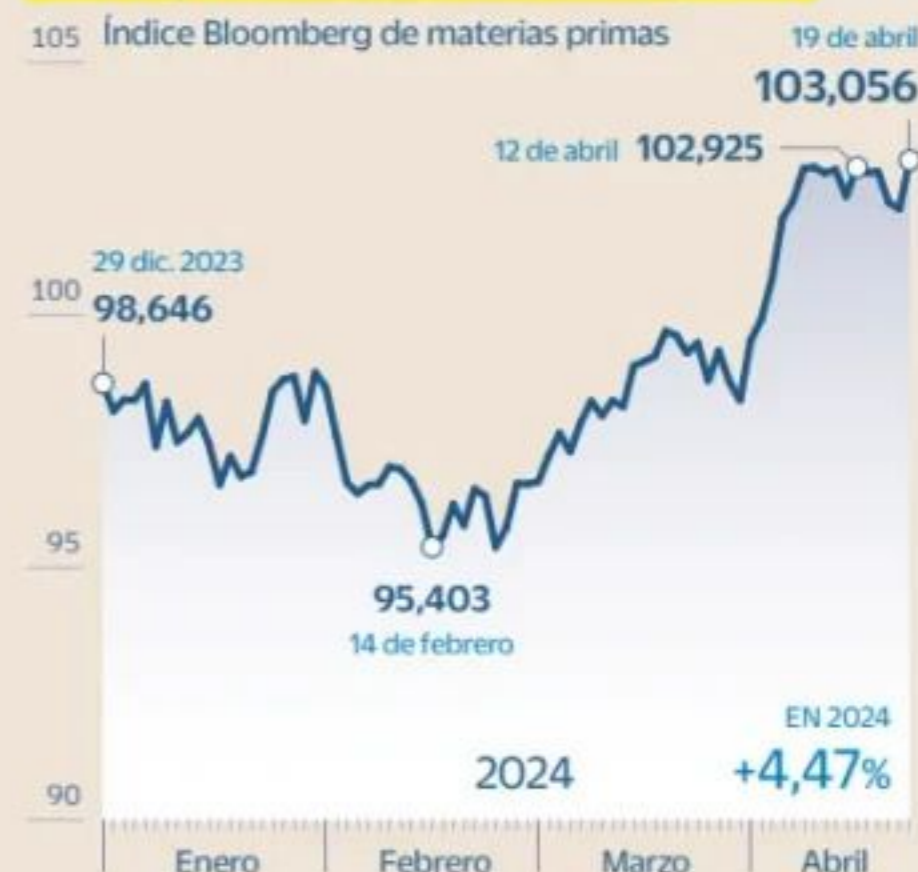 Índice Bloomberg de materias primas
105
19 de abril
103,056
12 de abril 102,925
29 dic. 2023
100
98,646
95
95,403
14 de febrero
EN 2024
2024
+4,47%
90
Enero Febrero Marzo Abril